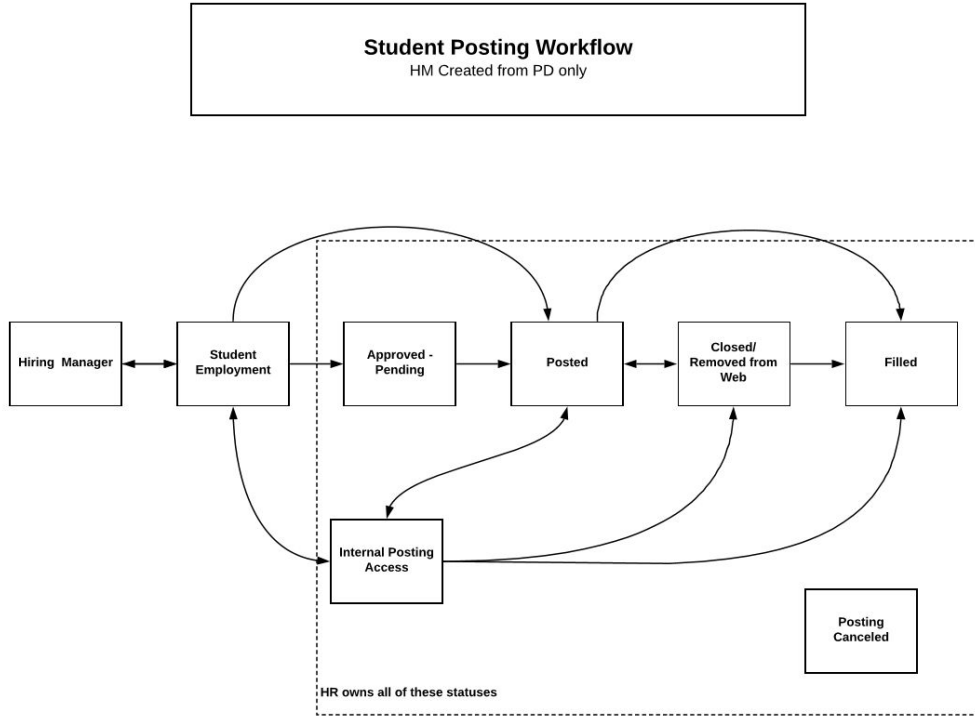 Student Posting Workflow
HM Created from PD only
Hiring Manager
Student
Employment
Approved -
Pending
Posted
Closed/
Removed from
Web
Filled
Internal Posting
Access
Posting
Canceled
HR owns all of these statuses